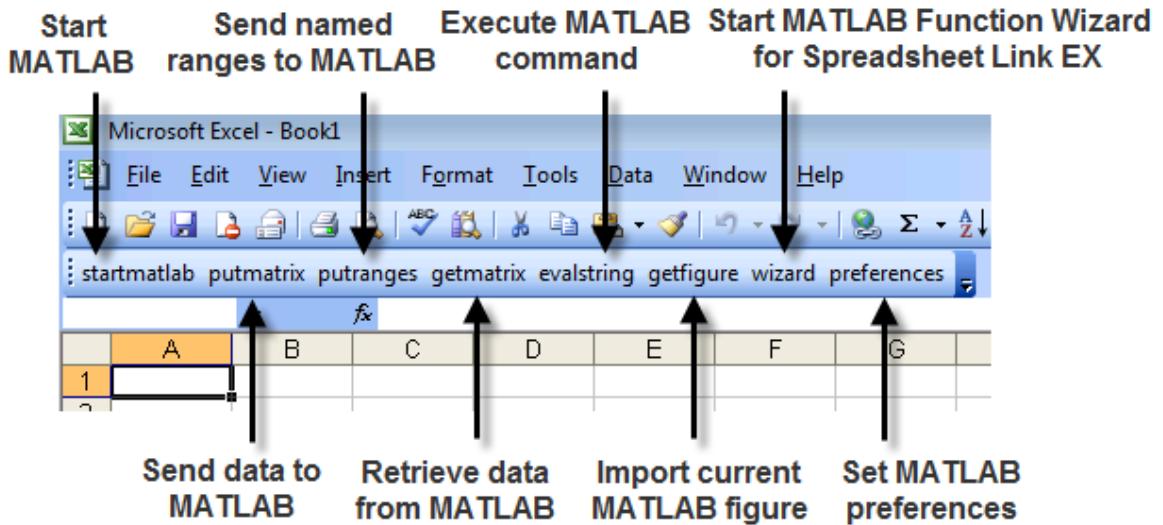 Start Send named Execute MATLAB Start MATLAB Function Wizard
MATLAB ranges to MATLAB command for Spreadsheet Link EX
Microsoft Excel - Book1
File Edit View Insert Format Tools Data Window Help
ABC Σ A Z
startmatlab putmatrix putranges getmatrix evalstring getfigure wizard preferences
fx
A B C D E F G
1
Send data to Retrieve data Import current Set MATLAB
MATLAB from MATLAB MATLAB figure preferences